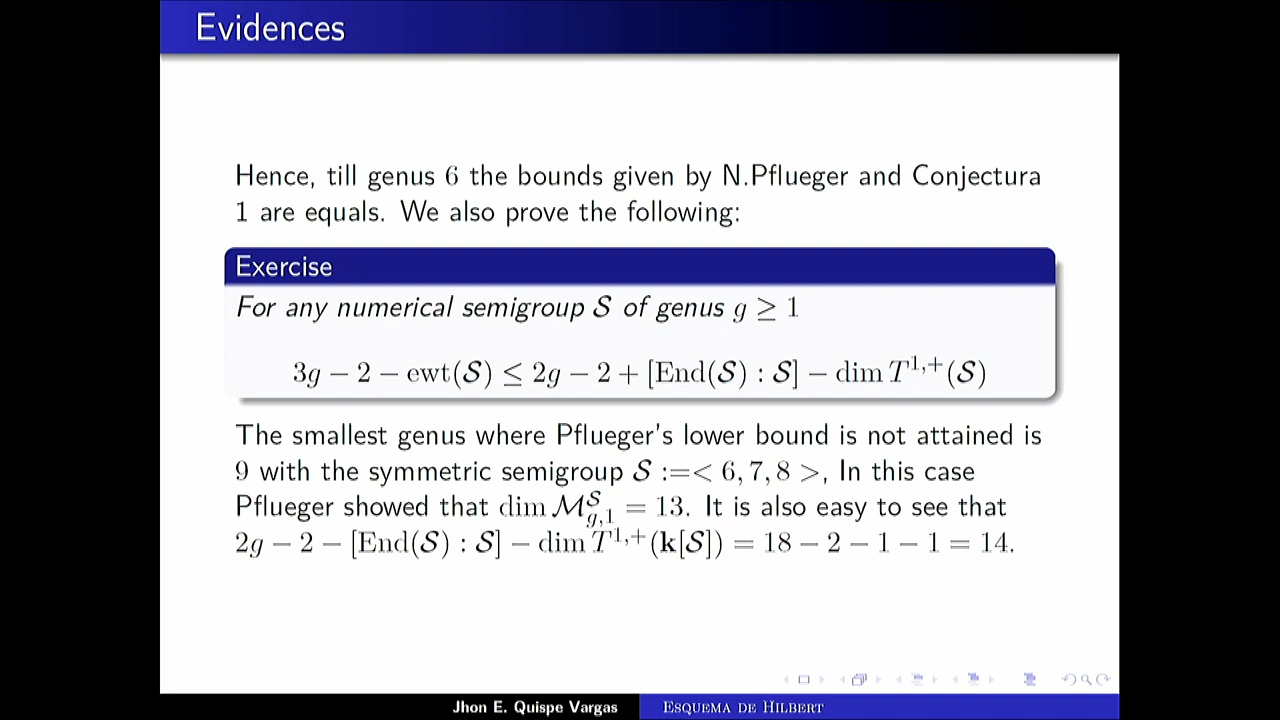 Evidences
Hence, till genus 6 the bounds given by N.Pflueger and Conjectura
1 are equals. We also prove the following:
Exercise
For any numerical semigroup 𝒮 of genus g ≥ 1
3g − 2 − ewt(𝒮) ≤ 2g − 2 + [End(𝒮) : 𝒮] − dim T^{1,+}(𝒮)
The smallest genus where Pflueger's lower bound is not attained is
9 with the symmetric semigroup 𝒮 :=< 6, 7, 8 >, In this case
Pflueger showed that dim ℳ^𝒮_{g,1} = 13. It is also easy to see that
2g − 2 − [End(𝒮) : 𝒮] − dim T^{1,+}(𝐤[𝒮]) = 18 − 2 − 1 − 1 = 14.
Jhon E. Quispe Vargas
Esquema de Hilbert